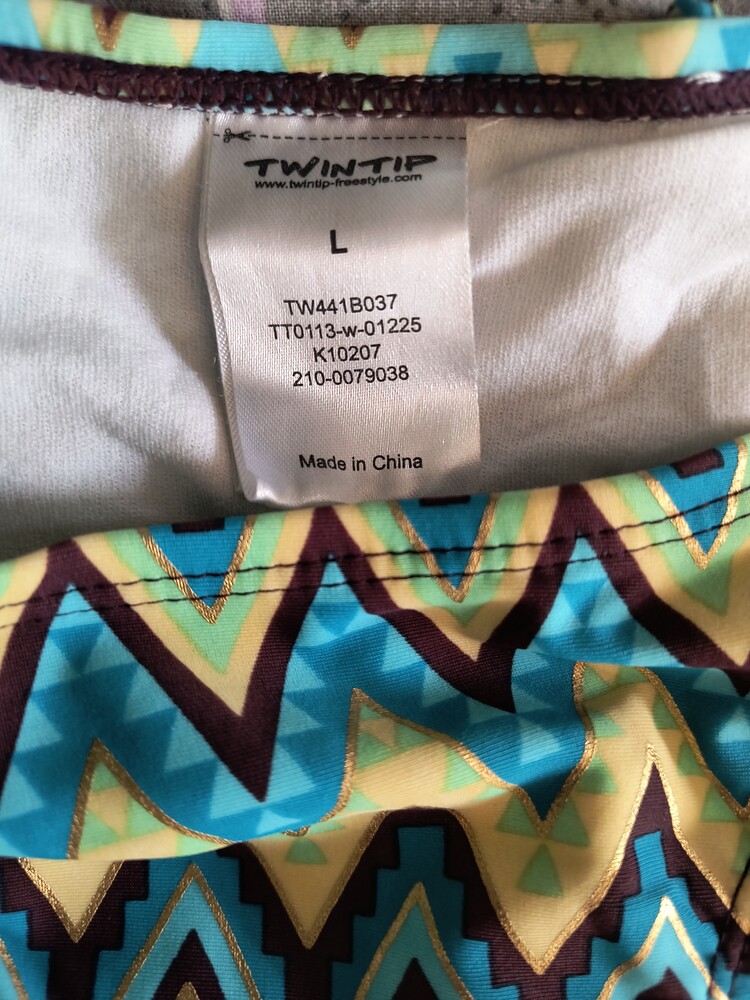 TWINTIP
www.twintip-freestyle.com
L
TW441B037
TT0113-w-01225
K10207
210-0079038
Made in China